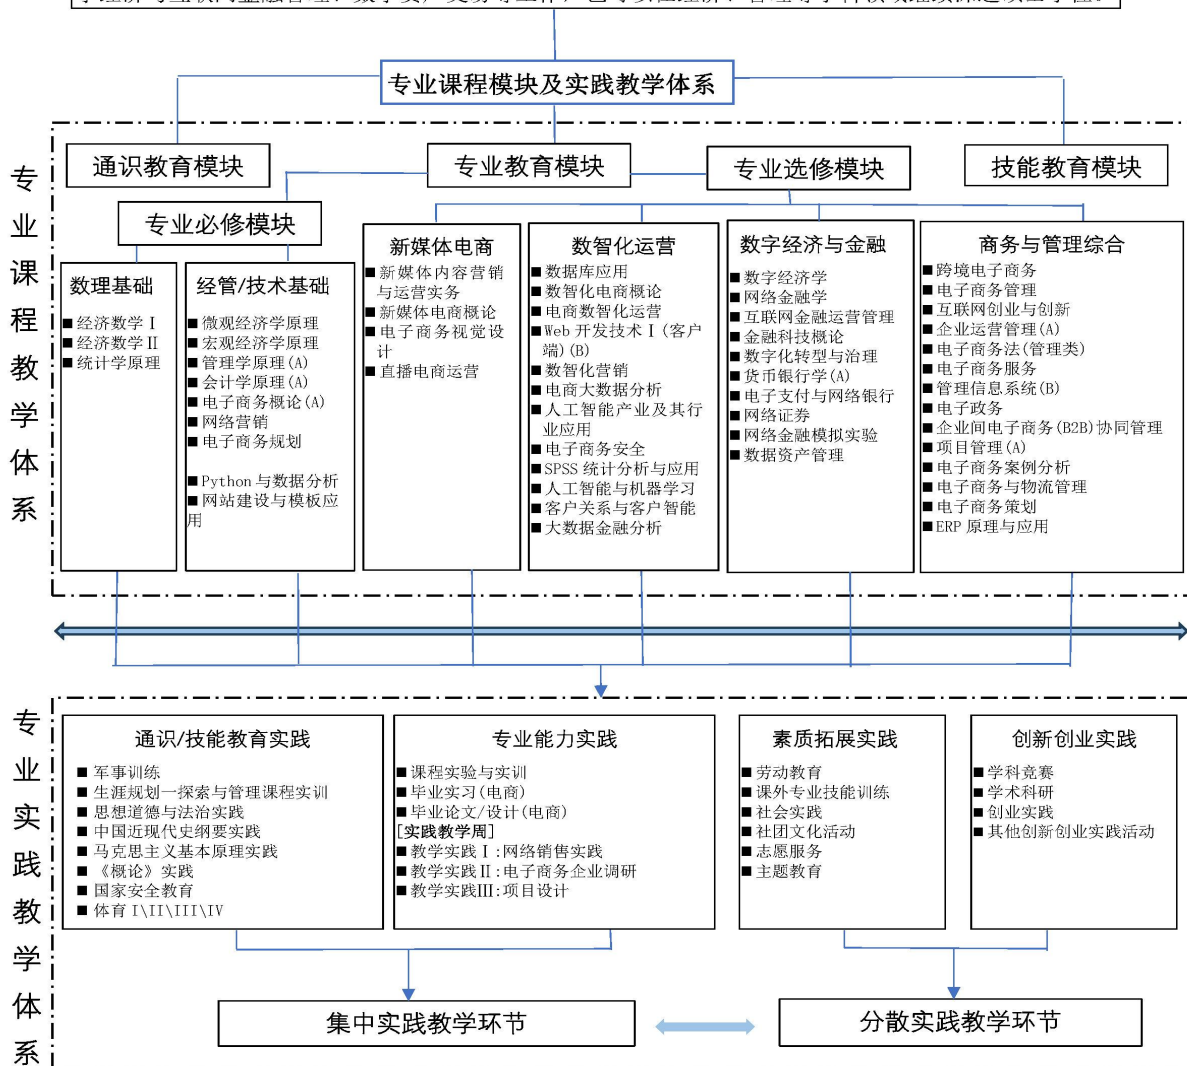 专业课程模块及实践教学体系
专业课程教学体系
通识教育模块
专业教育模块
专业选修模块
技能教育模块
专业必修模块
数理基础
■ 经济数学Ⅰ
■ 经济数学Ⅱ
■ 统计学原理
经管/技术基础
■ 微观经济学原理
■ 宏观经济学原理
■ 管理学原理(A)
■ 会计学原理(A)
■ 电子商务概论(A)
■ 网络营销
■ 电子商务规划
■ Python与数据分析
■ 网站建设与模板应
用
新媒体电商
■ 新媒体内容营销
与运营实务
■ 新媒体电商概论
■ 电子商务视觉设
计
■ 直播电商运营
数智化运营
■ 数据库应用
■ 数智化电商概论
■ 电商数智化运营
■ Web开发技术Ⅰ(客户
端)(B)
■ 数智化营销
■ 电商大数据分析
■ 人工智能产业及其行
业应用
■ 电子商务安全
■ SPSS统计分析与应用
■ 人工智能与机器学习
■ 客户关系与客户智能
■ 大数据金融分析
数字经济与金融
■ 数字经济学
■ 网络金融学
■ 互联网金融运营管理
■ 金融科技概论
■ 数字化转型与治理
■ 货币银行学(A)
■ 电子支付与网络银行
■ 网络证券
■ 网络金融模拟实验
■ 数据资产管理
商务与管理综合
■ 跨境电子商务
■ 电子商务管理
■ 互联网创业与创新
■ 企业运营管理(A)
■ 电子商务法(管理类)
■ 电子商务服务
■ 管理信息系统(B)
■ 电子政务
■ 企业间电子商务(B2B)协同管理
■ 项目管理(A)
■ 电子商务案例分析
■ 电子商务与物流管理
■ 电子商务策划
■ ERP原理与应用
专业实践教学体系
通识/技能教育实践
■ 军事训练
■ 生涯规划一探索与管理课程实训
■ 思想道德与法治实践
■ 中国近现代史纲要实践
■ 马克思主义基本原理实践
■ 《概论》实践
■ 国家安全教育
■ 体育I\II\III\IV
专业能力实践
■ 课程实验与实训
■ 毕业实习(电商)
■ 毕业论文/设计(电商)
[实践教学周]
■ 教学实践Ⅰ:网络销售实践
■ 教学实践Ⅱ:电子商务企业调研
■ 教学实践Ⅲ:项目设计
素质拓展实践
■ 劳动教育
■ 课外专业技能训练
■ 社会实践
■ 社团文化活动
■ 志愿服务
■ 主题教育
创新创业实践
■ 学科竞赛
■ 学术科研
■ 创业实践
■ 其他创新创业实践活动
集中实践教学环节
分散实践教学环节